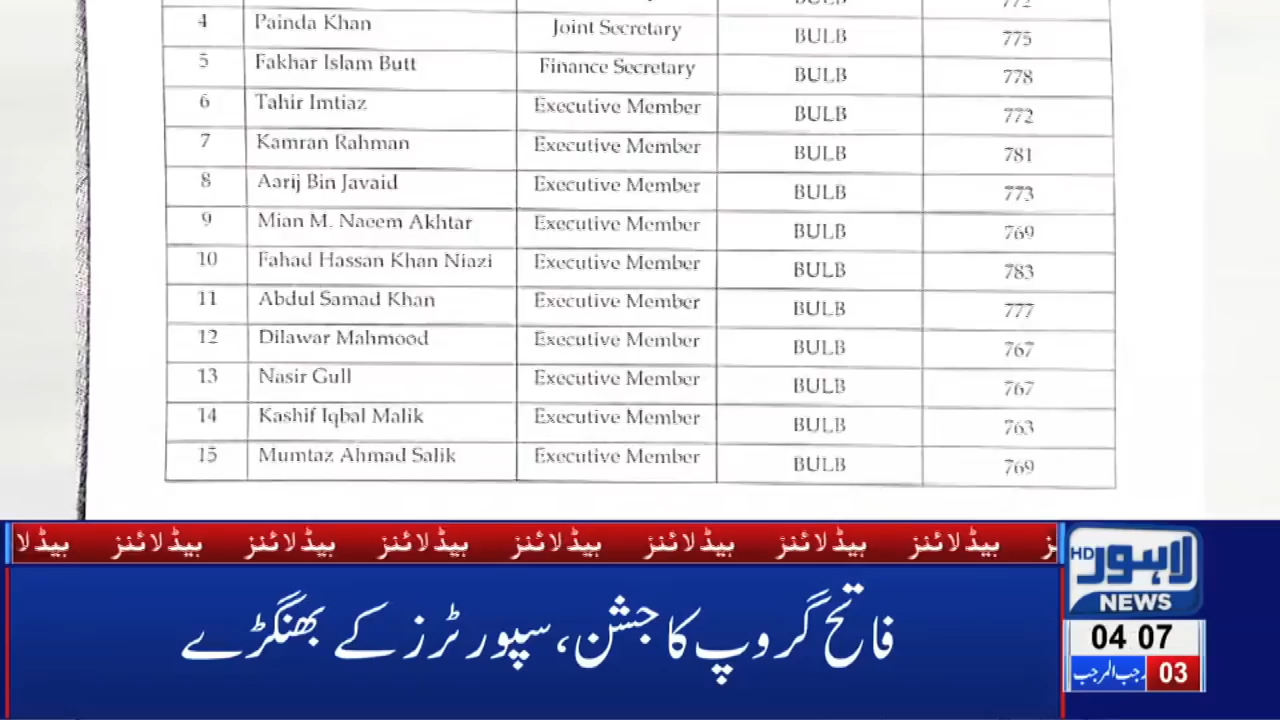 772
4 Painda Khan Joint Secretary BULB 775
5 Fakhar Islam Butt Finance Secretary BULB 778
6 Tahir Imtiaz Executive Member BULB 772
7 Kamran Rahman Executive Member BULB 781
8 Aarij Bin Javaid Executive Member BULB 773
9 Mian M. Naeem Akhtar Executive Member BULB 769
10 Fahad Hassan Khan Niazi Executive Member BULB 783
11 Abdul Samad Khan Executive Member BULB 777
12 Dilawar Mahmood Executive Member BULB 767
13 Nasir Gull Executive Member BULB 767
14 Kashif Iqbal Malik Executive Member BULB 763
15 Mumtaz Ahmad Salik Executive Member BULB 769
ہیڈلائنز ہیڈلائنز ہیڈلائنز ہیڈلائنز ہیڈلائنز ہیڈلائنز ہیڈلائنز
فاتح گروپ کا جشن، سپورٹرز کے بھنگڑے
لاہور HD
NEWS
04 07
03 رجب المرجب